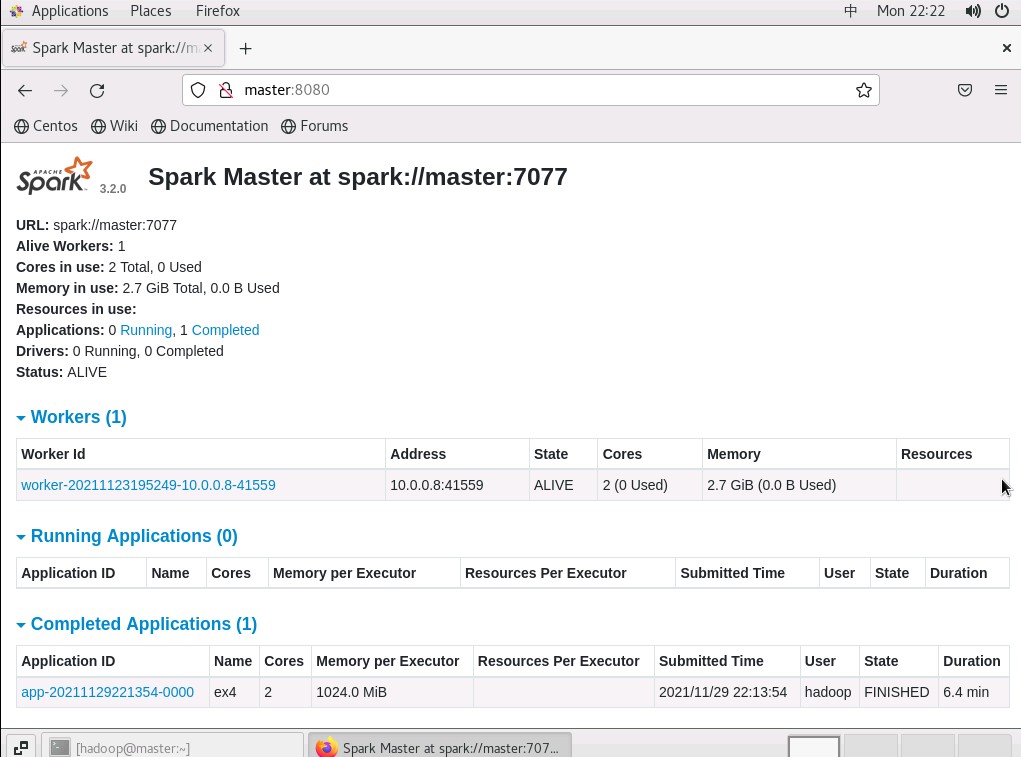 Applications Places Firefox 中 Mon 22:22
Spark Master at spark://m
master:8080
Centos Wiki Documentation Forums
APACHE
Spark 3.2.0 Spark Master at spark://master:7077
URL: spark://master:7077
Alive Workers: 1
Cores in use: 2 Total, 0 Used
Memory in use: 2.7 GiB Total, 0.0 B Used
Resources in use:
Applications: 0 Running, 1 Completed
Drivers: 0 Running, 0 Completed
Status: ALIVE
Workers (1)
Worker Id Address State Cores Memory Resources
worker-20211123195249-10.0.0.8-41559 10.0.0.8:41559 ALIVE 2 (0 Used) 2.7 GiB (0.0 B Used)
Running Applications (0)
Application ID Name Cores Memory per Executor Resources Per Executor Submitted Time User State Duration
Completed Applications (1)
Application ID Name Cores Memory per Executor Resources Per Executor Submitted Time User State Duration
app-20211129221354-0000 ex4 2 1024.0 MiB 2021/11/29 22:13:54 hadoop FINISHED 6.4 min
[hadoop@master:~] Spark Master at spark://master:707...